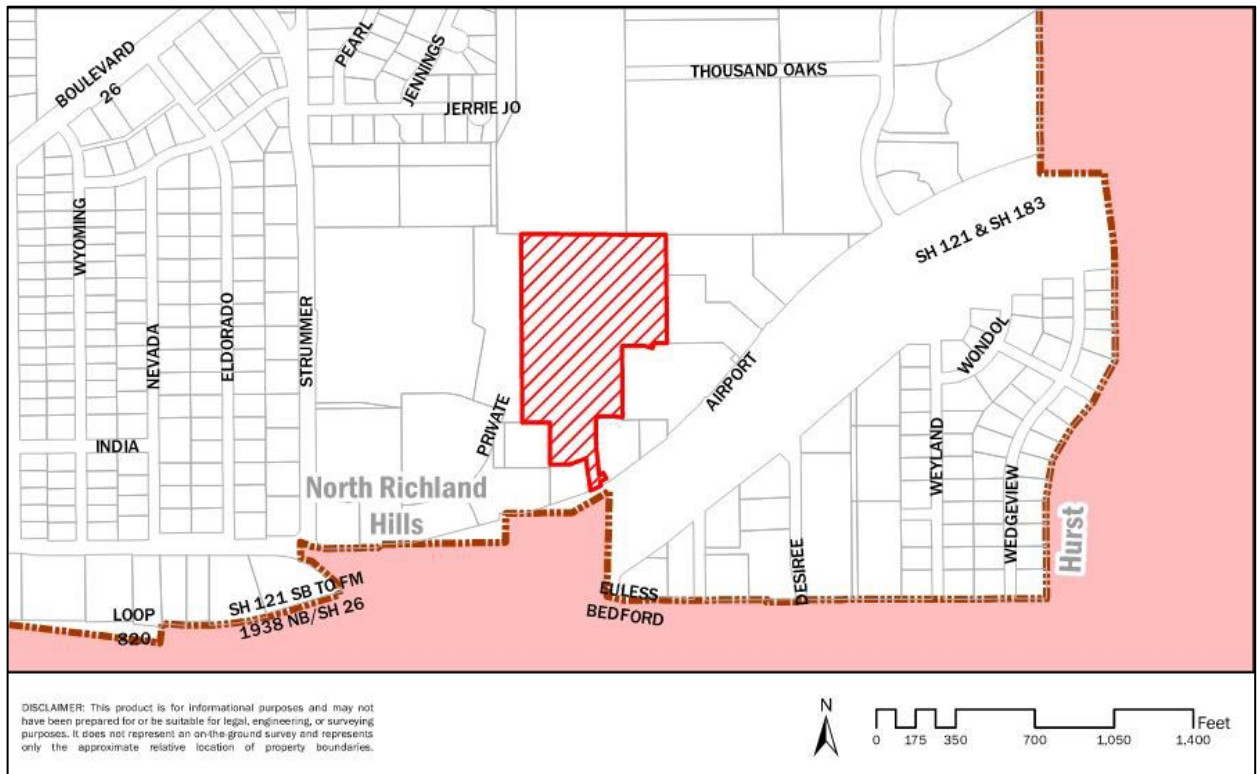 PEARL
BOULEVARD
26
JENNINGS
THOUSAND OAKS
JERRIE JO
WYOMING
SH 121 & SH 183
NEVADA
ELDORADO
STRUMMER
WONDOL
AIRPORT
PRIVATE
INDIA
WEYLAND
North Richland
Hills
WEDGEVIEW
Hurst
DESIREE
SH 121 SB TO FM
1938 NB/SH 26
LOOP
820
EULESS
BEDFORD
DISCLAIMER: This product is for informational purposes and may not
have been prepared for or be suitable for legal, engineering, or surveying
purposes. It does not represent an on-the-ground survey and represents
only the approximate relative location of property boundaries.
N
Feet
0 175 350 700 1,050 1,400